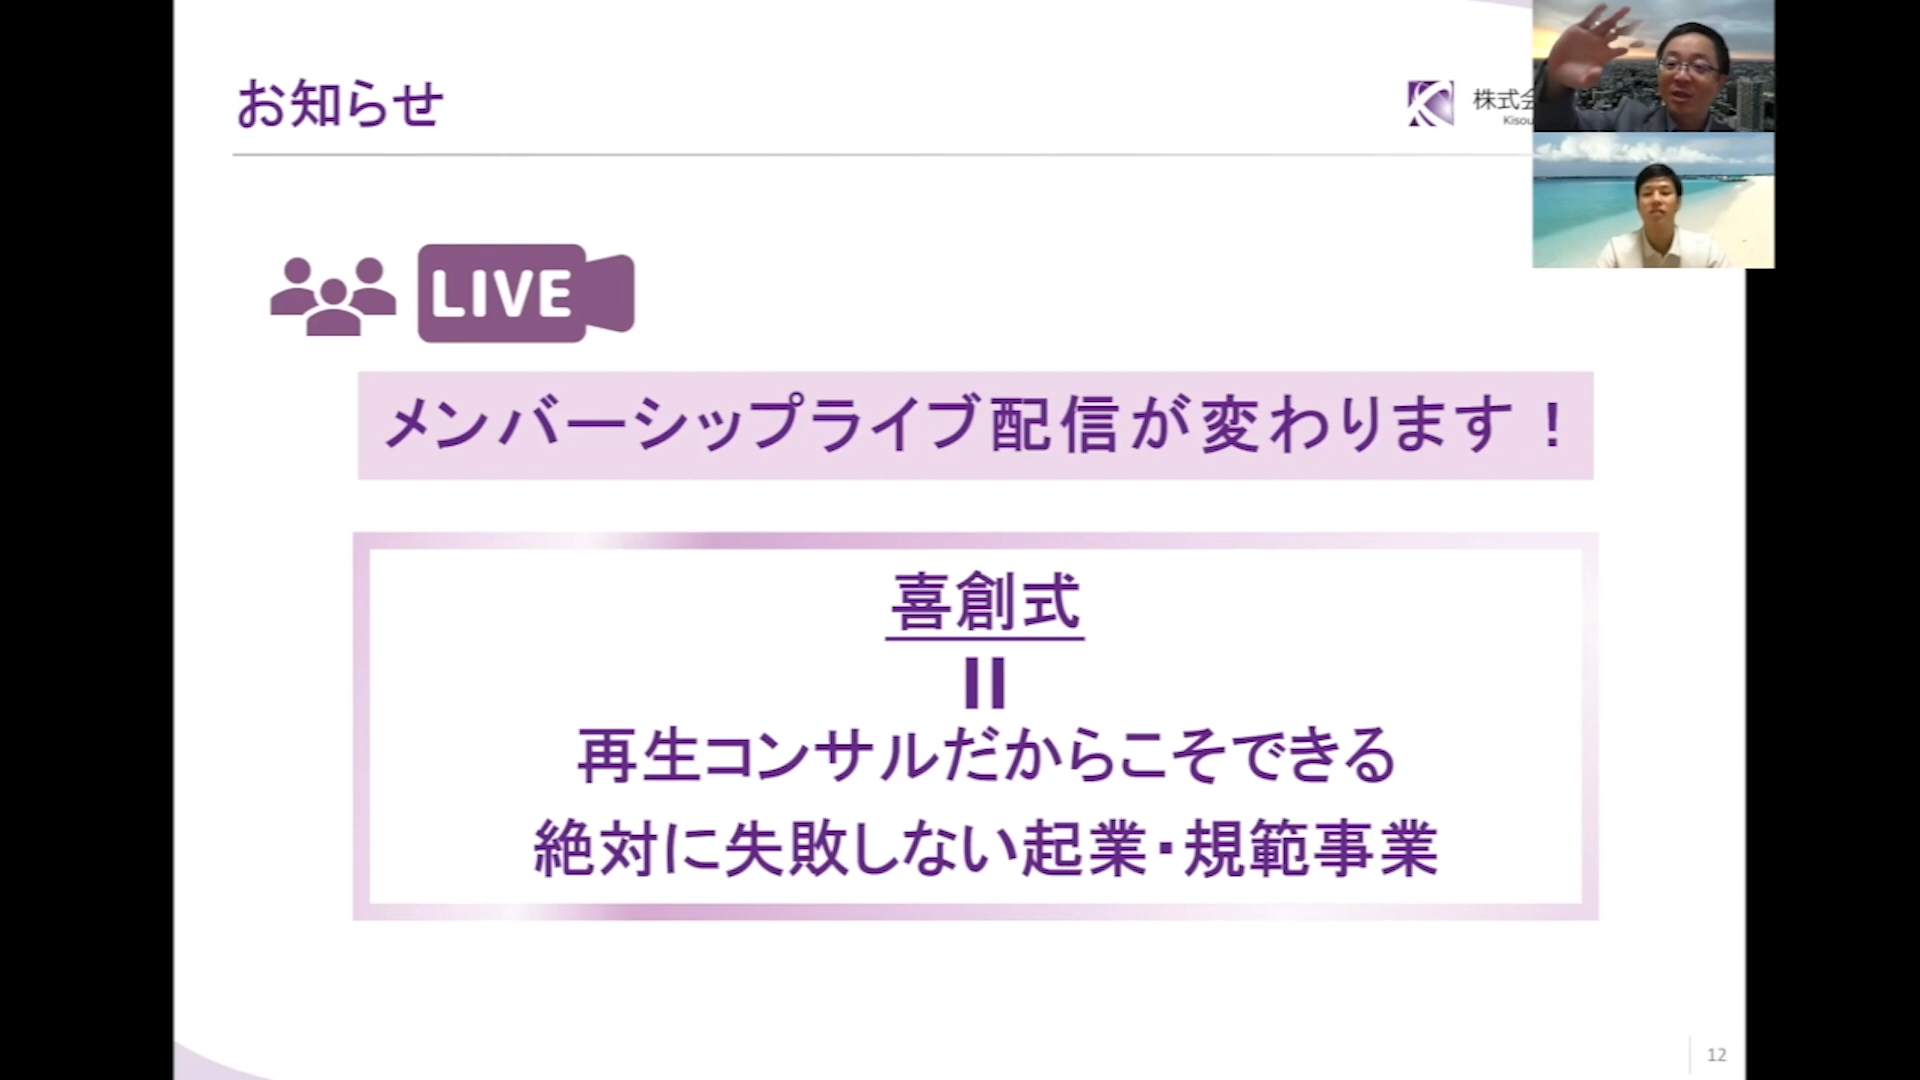 お知らせ
株式会
Kisou
LIVE
メンバーシップライブ配信が変わります！
喜創式
＝
再生コンサルだからこそできる
絶対に失敗しない起業・規範事業
12